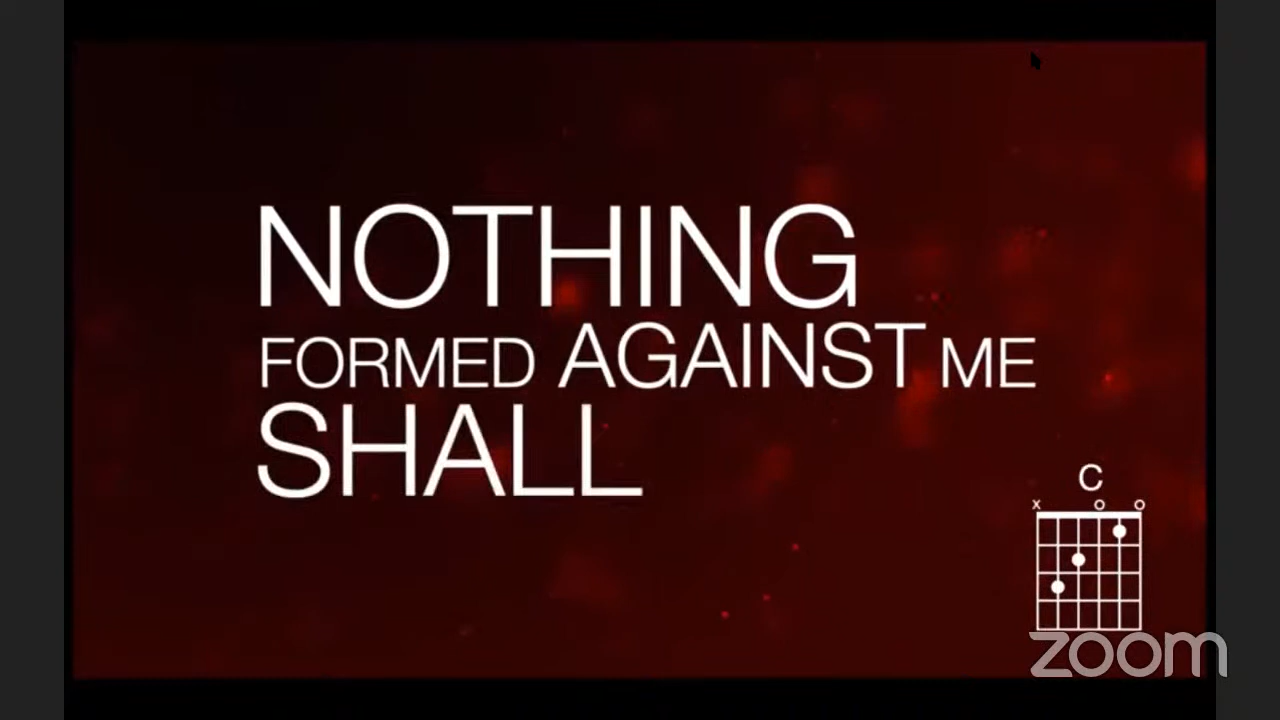 NOTHING
FORMED AGAINST ME
SHALL
C
x o o
zoom